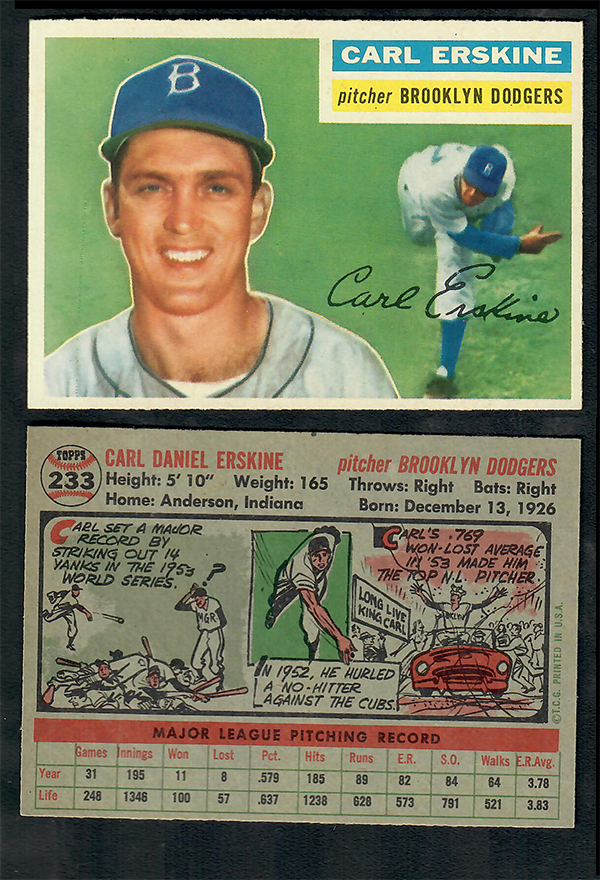 CARL ERSKINE
pitcher BROOKLYN DODGERS
B
Carl Erskine
TOPPS
233
CARL DANIEL ERSKINE
pitcher BROOKLYN DODGERS
Height: 5' 10" Weight: 165 Throws: Right Bats: Right
Home: Anderson, Indiana Born: December 13, 1926
CARL SET A MAJOR
RECORD BY
STRIKING OUT 14
YANKS IN THE 1953
WORLD SERIES.
?
MGR.
IN 1952, HE HURLED
A NO-HITTER
AGAINST THE CUBS.
CARL'S .769
WON-LOST AVERAGE
IN '53 MADE HIM
THE TOP N.L. PITCHER.
LONG LIVE
KING CARL
BROOKLYN
©T.C.G. PRINTED IN U.S.A.
MAJOR LEAGUE PITCHING RECORD
Games Innings Won Lost Pct. Hits Runs E.R. S.O. Walks E.R.Avg.
Year 31 195 11 8 .579 185 89 82 84 64 3.78
Life 248 1346 100 57 .637 1238 628 573 791 521 3.83